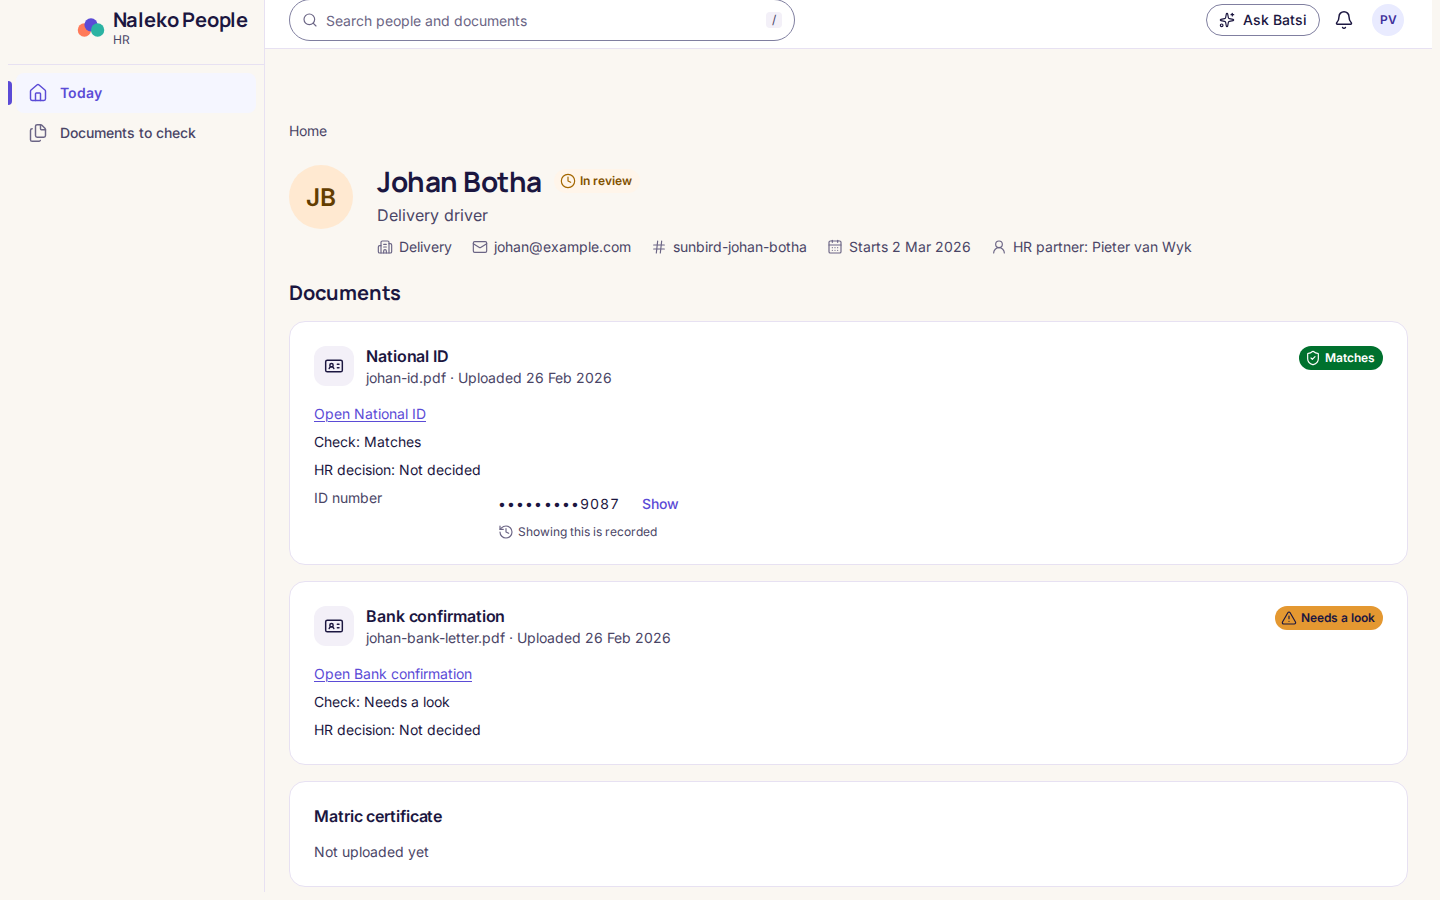 Naleko People
HR
Search people and documents
/
Ask Batsi
PV
Today
Documents to check
Home
JB
Johan Botha
In review
Delivery driver
Delivery
johan@example.com
sunbird-johan-botha
Starts 2 Mar 2026
HR partner: Pieter van Wyk
Documents
National ID
johan-id.pdf · Uploaded 26 Feb 2026
Matches
Open National ID
Check: Matches
HR decision: Not decided
ID number
•••••••••9087
Show
Showing this is recorded
Bank confirmation
johan-bank-letter.pdf · Uploaded 26 Feb 2026
Needs a look
Open Bank confirmation
Check: Needs a look
HR decision: Not decided
Matric certificate
Not uploaded yet